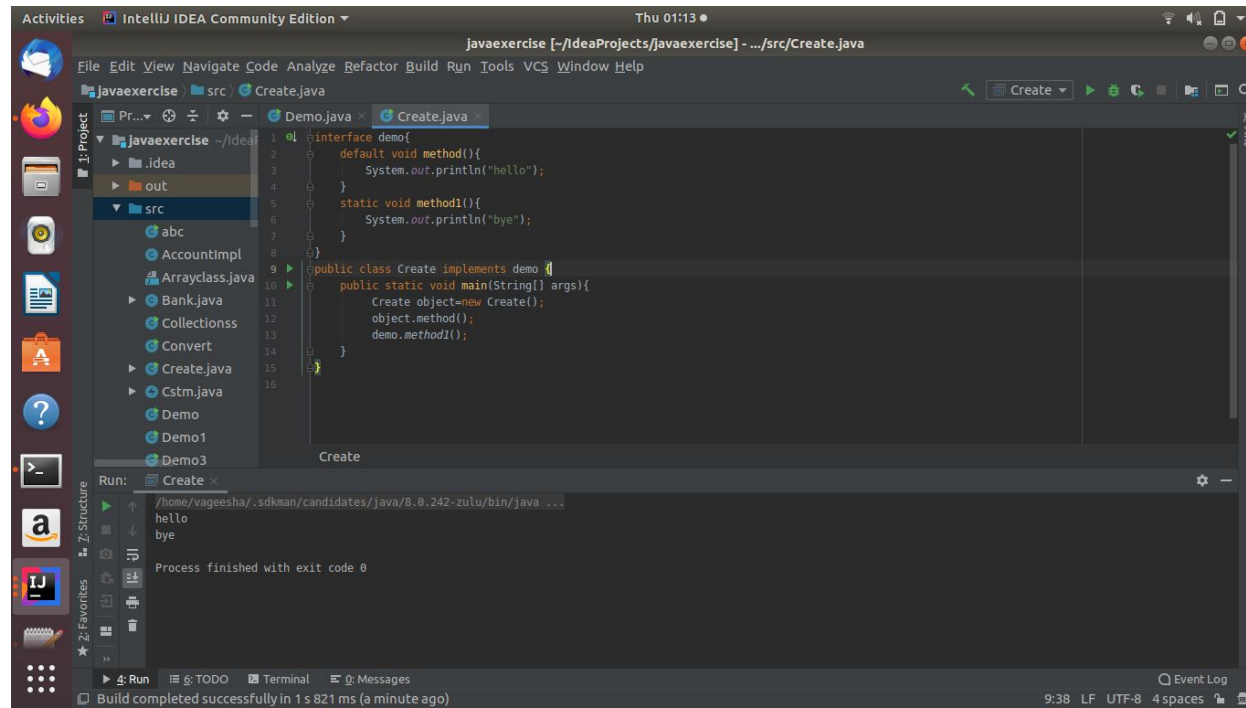 Activities IntelliJ IDEA Community Edition Thu 01:13
javaexercise [~/IdeaProjects/javaexercise] - .../src/Create.java
File Edit View Navigate Code Analyze Refactor Build Run Tools VCS Window Help
javaexercise src Create.java Create
1: Project
Pr... Demo.java Create.java
javaexercise ~/Idea
.idea
out
src
abc
AccountImpl
Arrayclass.java
Bank.java
Collectionss
Convert
Create.java
Cstm.java
Demo
Demo1
Demo3
1 interface demo{
2 default void method(){
3 System.out.println("hello");
4 }
5 static void method1(){
6 System.out.println("bye");
7 }
8 }
9 public class Create implements demo {
10 public static void main(String[] args){
11 Create object=new Create();
12 object.method();
13 demo.method1();
14 }
15 }
16
Create
Run: Create
/home/vageesha/.sdkman/candidates/java/8.0.242-zulu/bin/java ...
hello
bye
Process finished with exit code 0
7: Structure
2: Favorites
4: Run 6: TODO Terminal 0: Messages Event Log
Build completed successfully in 1 s 821 ms (a minute ago) 9:38 LF UTF-8 4 spaces